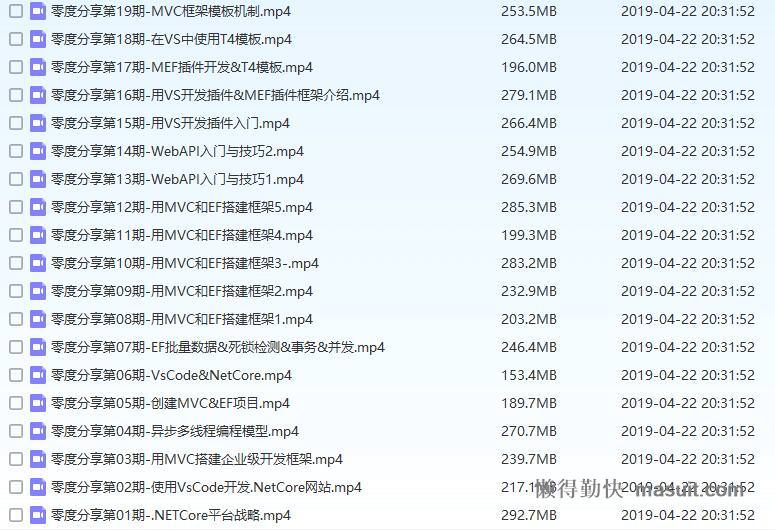 零度分享第19期-MVC框架模板机制.mp4 253.5MB 2019-04-22 20:31:52
零度分享第18期-在VS中使用T4模板.mp4 264.5MB 2019-04-22 20:31:52
零度分享第17期-MEF插件开发&T4模板.mp4 196.0MB 2019-04-22 20:31:52
零度分享第16期-用VS开发插件&MEF插件框架介绍.mp4 279.1MB 2019-04-22 20:31:52
零度分享第15期-用VS开发插件入门.mp4 266.4MB 2019-04-22 20:31:52
零度分享第14期-WebAPI入门与技巧2.mp4 254.9MB 2019-04-22 20:31:52
零度分享第13期-WebAPI入门与技巧1.mp4 269.6MB 2019-04-22 20:31:52
零度分享第12期-用MVC和EF搭建框架5.mp4 285.3MB 2019-04-22 20:31:52
零度分享第11期-用MVC和EF搭建框架4.mp4 199.3MB 2019-04-22 20:31:52
零度分享第10期-用MVC和EF搭建框架3-.mp4 283.2MB 2019-04-22 20:31:52
零度分享第09期-用MVC和EF搭建框架2.mp4 232.9MB 2019-04-22 20:31:52
零度分享第08期-用MVC和EF搭建框架1.mp4 203.2MB 2019-04-22 20:31:52
零度分享第07期-EF批量数据&死锁检测&事务&并发.mp4 246.4MB 2019-04-22 20:31:52
零度分享第06期-VsCode&NetCore.mp4 153.4MB 2019-04-22 20:31:52
零度分享第05期-创建MVC&EF项目.mp4 189.7MB 2019-04-22 20:31:52
零度分享第04期-异步多线程编程模型.mp4 270.7MB 2019-04-22 20:31:52
零度分享第03期-用MVC搭建企业级开发框架.mp4 239.7MB 2019-04-22 20:31:52
零度分享第02期-使用VsCode开发.NetCore网站.mp4 217.1MB 2019-04-22 20:31:52
懒得勤快 masuit.com
零度分享第01期-.NETCore平台战略.mp4 292.7MB 2019-04-22 20:31:52